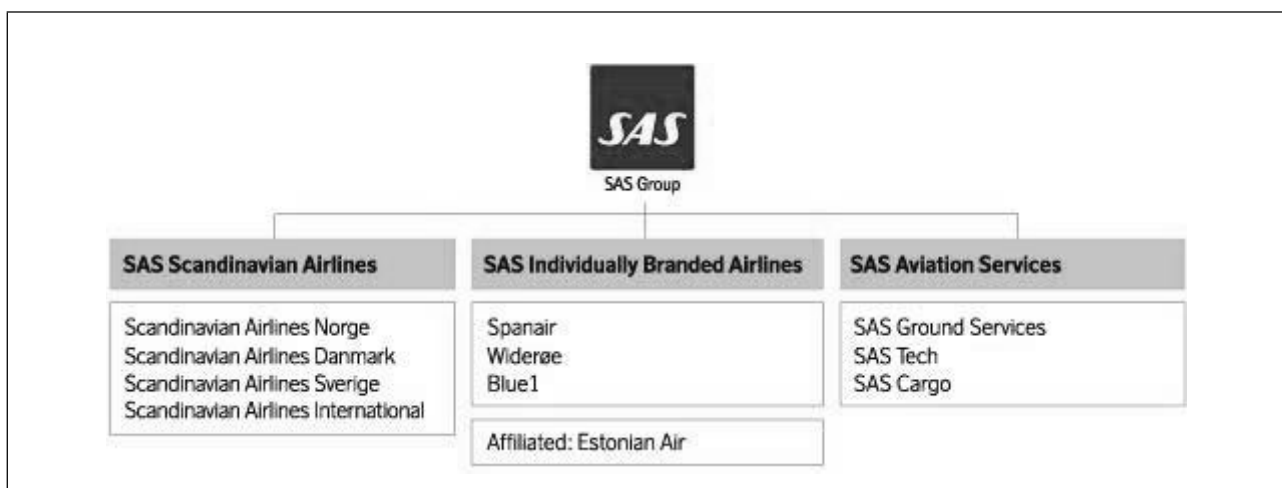 SAS
SAS Group
SAS Scandinavian Airlines
Scandinavian Airlines Norge
Scandinavian Airlines Danmark
Scandinavian Airlines Sverige
Scandinavian Airlines International
SAS Individually Branded Airlines
Spanair
Widerøe
Blue1
Affiliated: Estonian Air
SAS Aviation Services
SAS Ground Services
SAS Tech
SAS Cargo